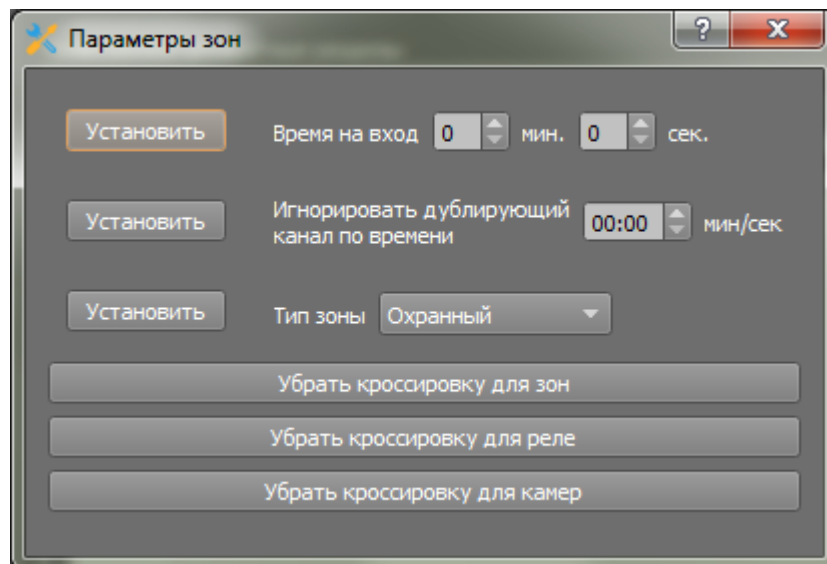 Параметры зон
Установить Время на вход 0 мин. 0 сек.
Установить Игнорировать дублирующий канал по времени 00:00 мин/сек
Установить Тип зоны Охранный
Убрать кроссировку для зон
Убрать кроссировку для реле
Убрать кроссировку для камер